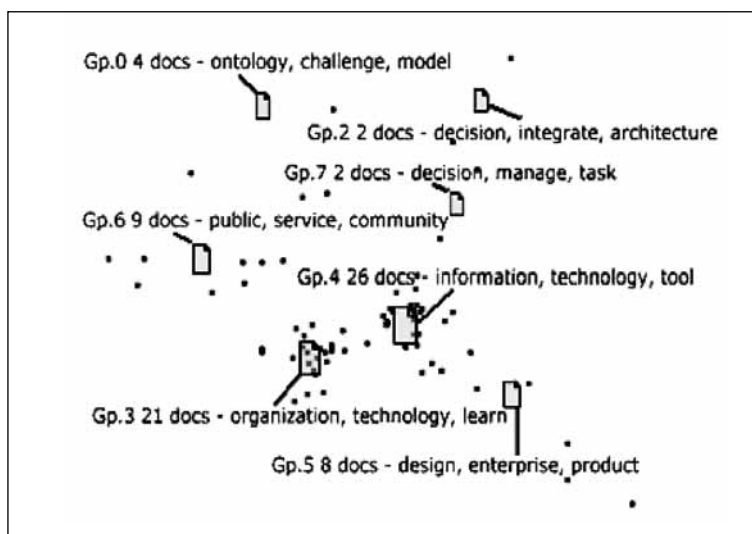 Gp.0 4 docs - ontology, challenge, model
Gp.2 2 docs - decision, integrate, architecture
Gp.7 2 docs - decision, manage, task
Gp.6 9 docs - public, service, community
Gp.4 26 docs - information, technology, tool
Gp.3 21 docs - organization, technology, learn
Gp.5 8 docs - design, enterprise, product